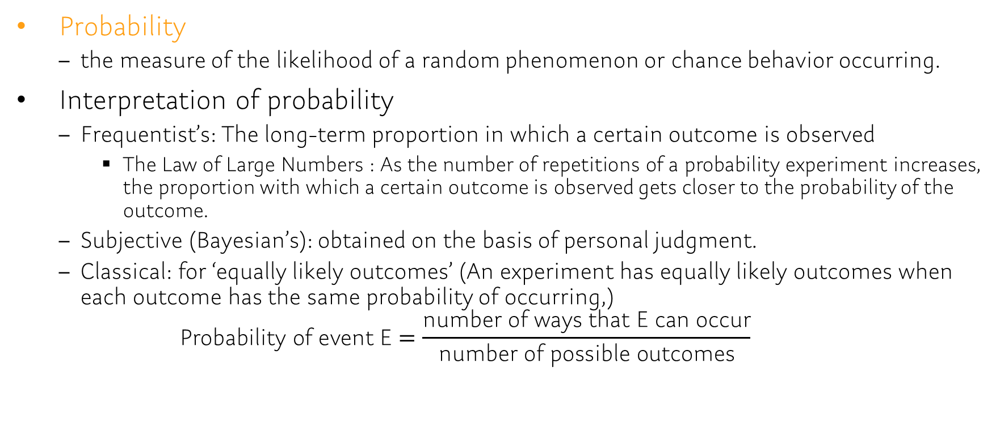 • Probability
– the measure of the likelihood of a random phenomenon or chance behavior occurring.
• Interpretation of probability
– Frequentist’s: The long-term proportion in which a certain outcome is observed
▪ The Law of Large Numbers : As the number of repetitions of a probability experiment increases,
the proportion with which a certain outcome is observed gets closer to the probability of the
outcome.
– Subjective (Bayesian’s): obtained on the basis of personal judgment.
– Classical: for ‘equally likely outcomes’ (An experiment has equally likely outcomes when
each outcome has the same probability of occurring,)
number of ways that E can occur
Probability of event E =
number of possible outcomes